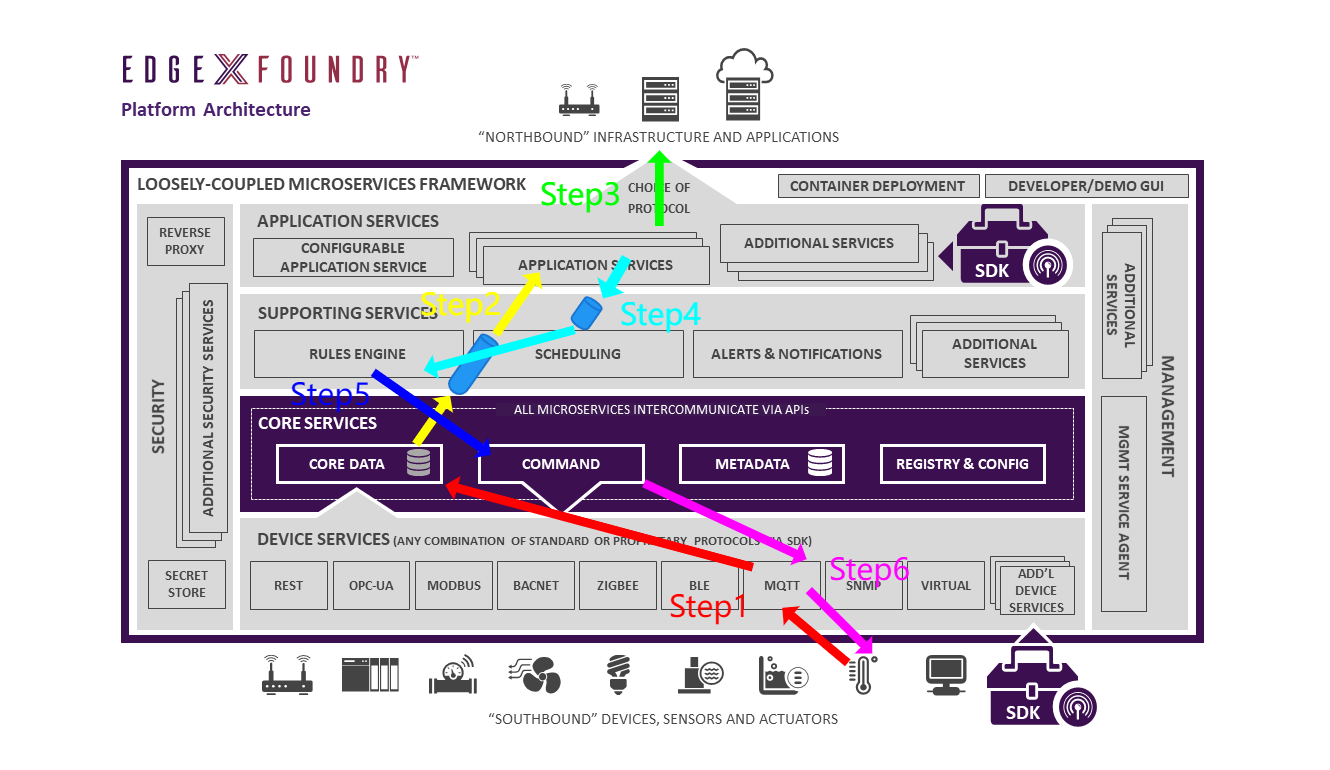 EDGE X FOUNDRY™
Platform Architecture
“NORTHBOUND” INFRASTRUCTURE AND APPLICATIONS
LOOSELY-COUPLED MICROSERVICES FRAMEWORK
Step3
CHOICE OF
PROTOCOL
CONTAINER DEPLOYMENT
DEVELOPER/DEMO GUI
REVERSE
PROXY
SECURITY
ADDITIONAL SECURITY SERVICES
SECRET
STORE
APPLICATION SERVICES
CONFIGURABLE
APPLICATION SERVICE
APPLICATION SERVICES
ADDITIONAL SERVICES
SDK
Step2
Step4
SUPPORTING SERVICES
RULES ENGINE
SCHEDULING
ALERTS & NOTIFICATIONS
ADDITIONAL
SERVICES
Step5
ALL MICROSERVICES INTERCOMMUNICATE VIA APIs
CORE SERVICES
CORE DATA
COMMAND
METADATA
REGISTRY & CONFIG
DEVICE SERVICES (ANY COMBINATION OF STANDARD OR PROPRIETARY PROTOCOLS VIA SDK)
Step6
REST
OPC-UA
MODBUS
BACNET
ZIGBEE
BLE
MQTT
SNMP
VIRTUAL
ADD’L
DEVICE
SERVICES
Step1
ADDITIONAL
SERVICES
MANAGEMENT
MGMT SERVICE AGENT
SDK
“SOUTHBOUND” DEVICES, SENSORS AND ACTUATORS